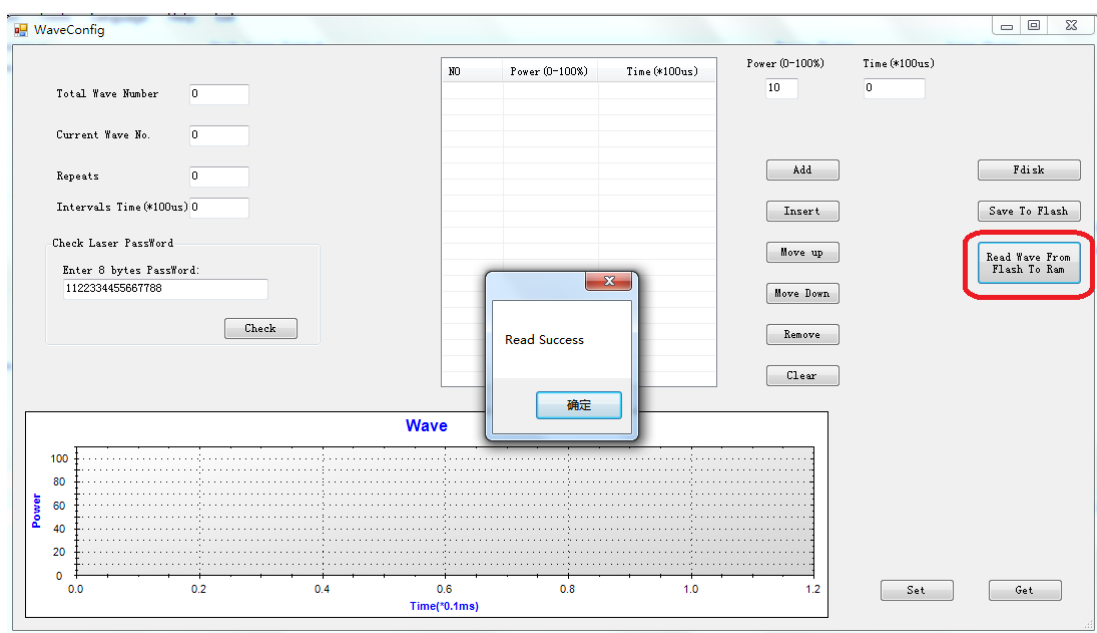 WaveConfig
NO Power(0-100%) Time(*100us)
Power(0-100%) Time(*100us)
10 0
Total Wave Number 0
Current Wave No. 0
Repeats 0
Intervals Time(*100us) 0
Check Laser PassWord
Enter 8 bytes PassWord:
1122334455667788
Check
Add
Insert
Move up
Move Down
Remove
Clear
Fdisk
Save To Flash
Read Wave From
Flash To Ram
Read Success
确定
Wave
Power
100
80
60
40
20
0
0.0 0.2 0.4 0.6 0.8 1.0 1.2
Time(*0.1ms)
Set Get